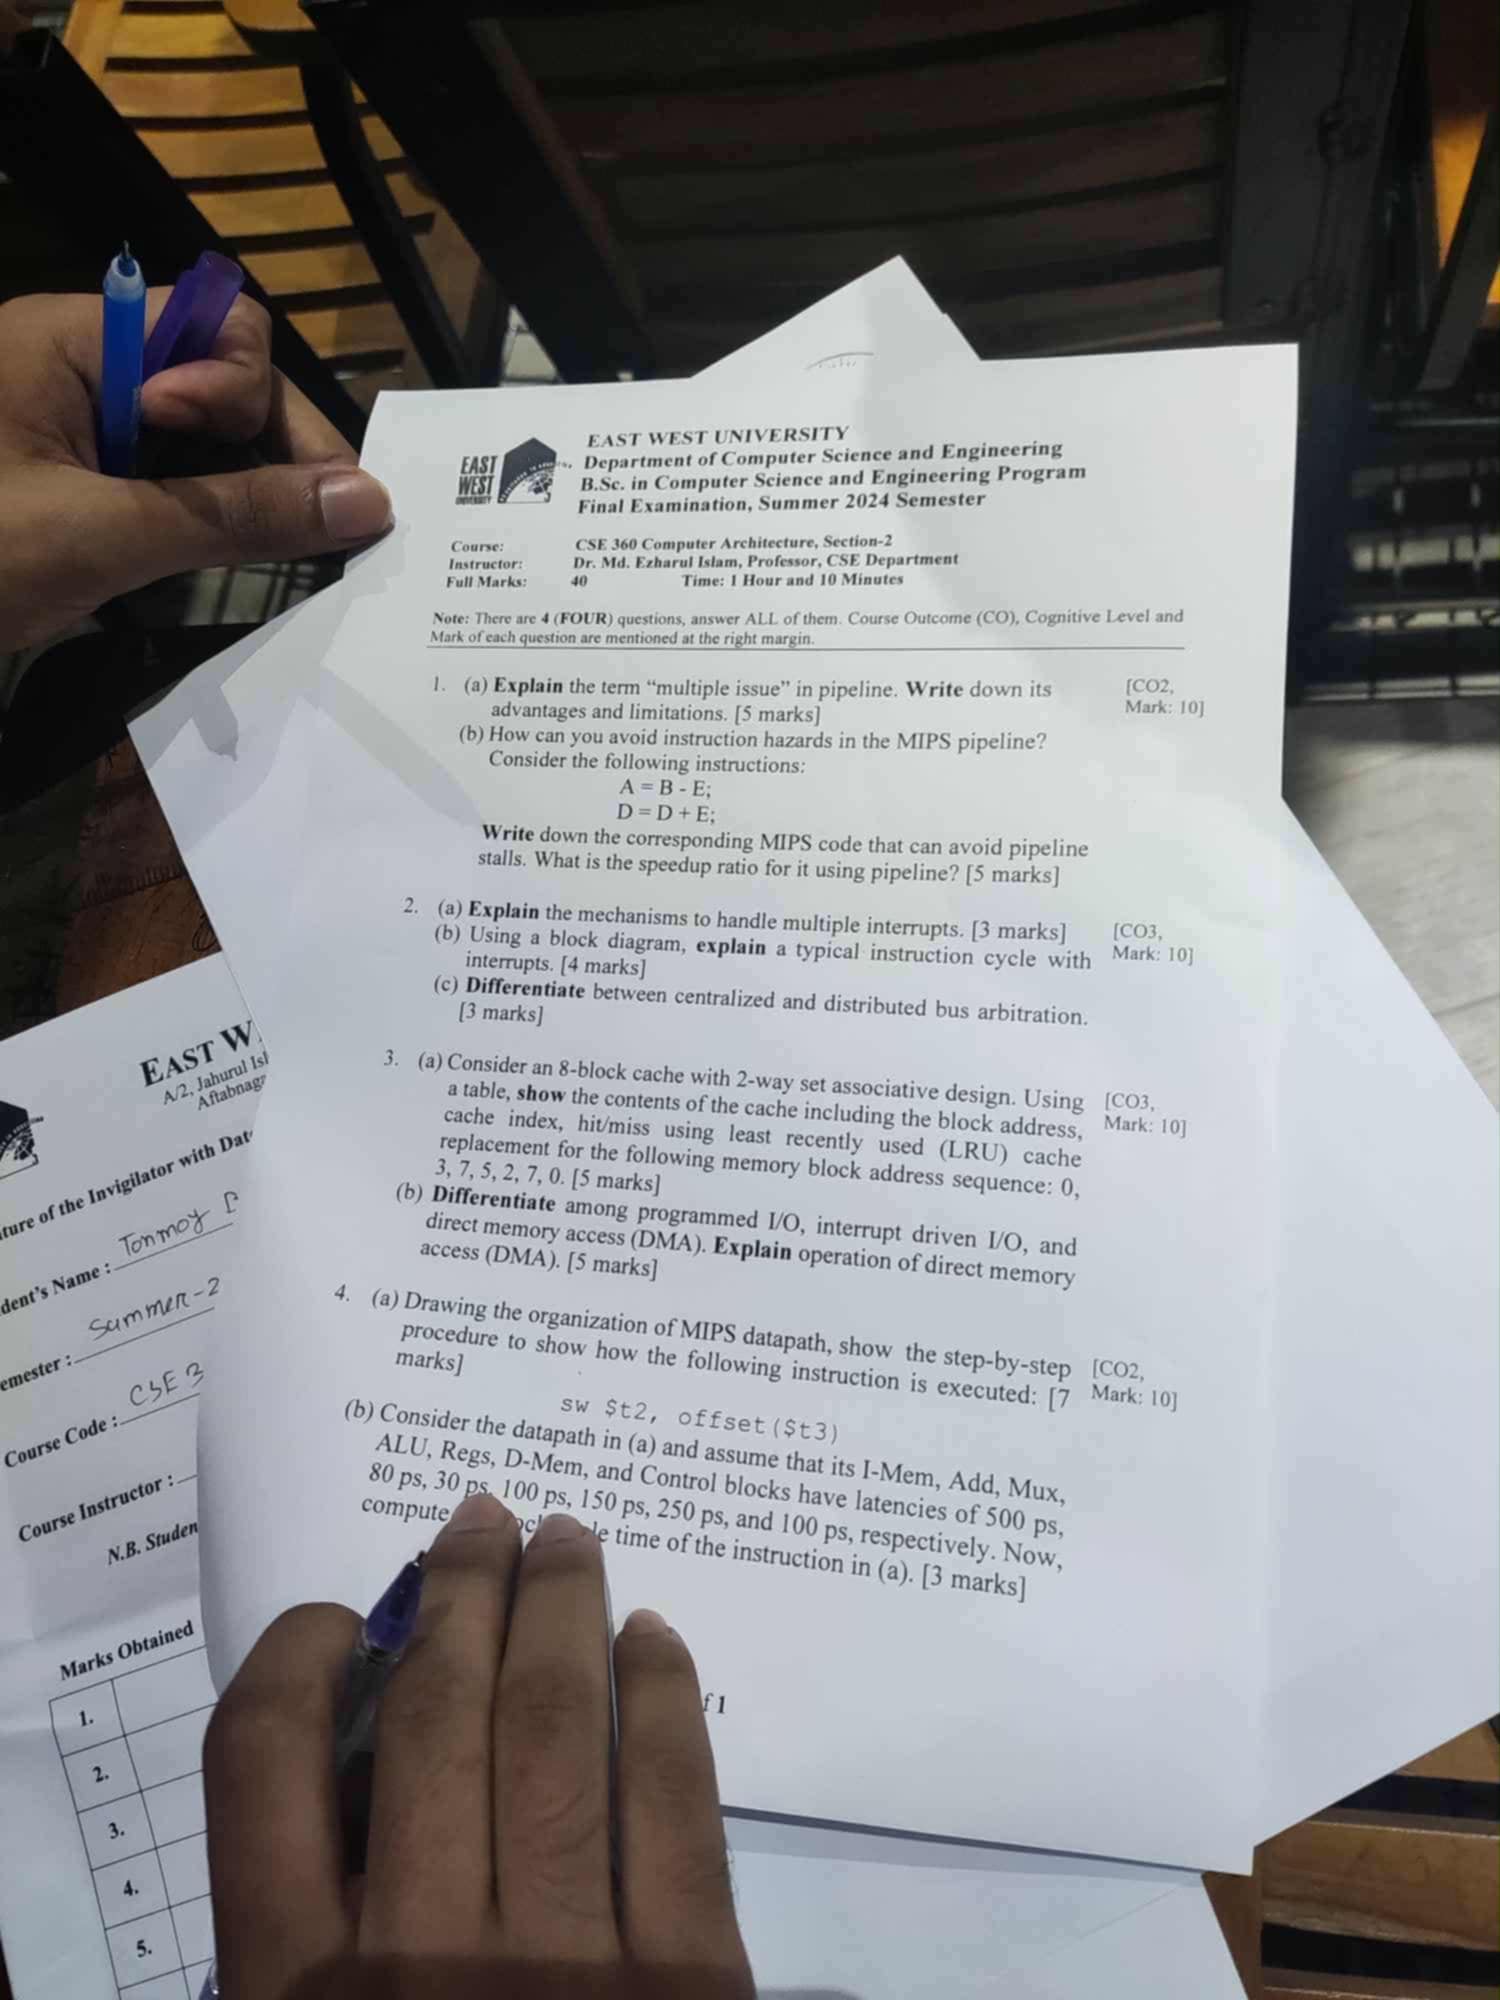 EAST WEST UNIVERSITY
Department of Computer Science and Engineering
B.Sc. in Computer Science and Engineering Program
Final Examination, Summer 2024 Semester
EAST
WEST
UNIVERSITY
Course: CSE 360 Computer Architecture, Section-2
Instructor: Dr. Md. Ezharul Islam, Professor, CSE Department
Full Marks: 40 Time: 1 Hour and 10 Minutes
Note: There are 4 (FOUR) questions, answer ALL of them. Course Outcome (CO), Cognitive Level and
Mark of each question are mentioned at the right margin.
1. (a) Explain the term “multiple issue” in pipeline. Write down its [CO2,
advantages and limitations. [5 marks] Mark: 10]
(b) How can you avoid instruction hazards in the MIPS pipeline?
Consider the following instructions:
A = B - E;
D = D + E;
Write down the corresponding MIPS code that can avoid pipeline
stalls. What is the speedup ratio for it using pipeline? [5 marks]
2. (a) Explain the mechanisms to handle multiple interrupts. [3 marks] [CO3,
(b) Using a block diagram, explain a typical instruction cycle with Mark: 10]
interrupts. [4 marks]
(c) Differentiate between centralized and distributed bus arbitration.
[3 marks]
3. (a) Consider an 8-block cache with 2-way set associative design. Using [CO3,
a table, show the contents of the cache including the block address, Mark: 10]
cache index, hit/miss using least recently used (LRU) cache
replacement for the following memory block address sequence: 0,
3, 7, 5, 2, 7, 0. [5 marks]
(b) Differentiate among programmed I/O, interrupt driven I/O, and
direct memory access (DMA). Explain operation of direct memory
access (DMA). [5 marks]
4. (a) Drawing the organization of MIPS datapath, show the step-by-step [CO2,
procedure to show how the following instruction is executed: [7 Mark: 10]
marks]
sw $t2, offset($t3)
(b) Consider the datapath in (a) and assume that its I-Mem, Add, Mux,
ALU, Regs, D-Mem, and Control blocks have latencies of 500 ps,
80 ps, 30 ps, 100 ps, 150 ps, 250 ps, and 100 ps, respectively. Now,
compute time of the instruction in (a). [3 marks]
f 1
EAST W
A/2, Jahurul Isl
Aftabnaga
ture of the Invigilator with Dat
dent's Name : Tonmoy D
emester : Summer-2
Course Code : CSE 3
Course Instructor :
N.B. Studen
Marks Obtained
1.
2.
3.
4.
5.